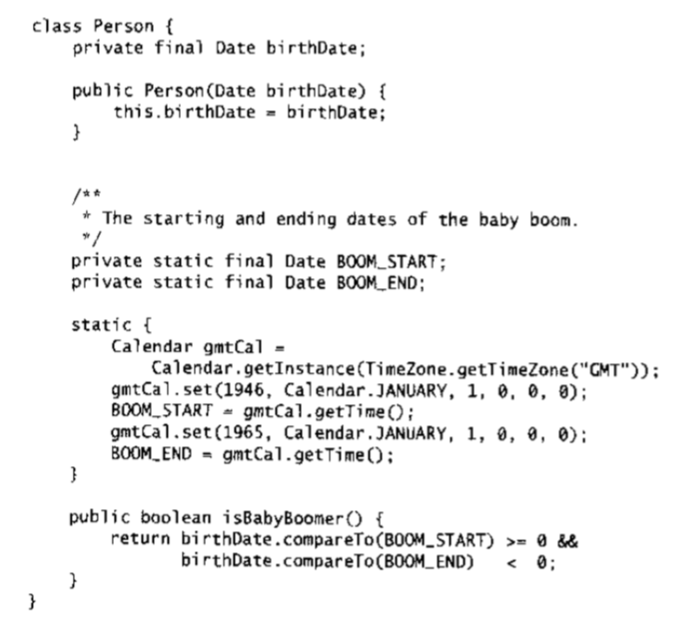 class Person {
    private final Date birthDate;

    public Person(Date birthDate) {
        this.birthDate = birthDate;
    }


    /**
     * The starting and ending dates of the baby boom.
     */
    private static final Date BOOM_START;
    private static final Date BOOM_END;

    static {
        Calendar gmtCal =
            Calendar.getInstance(TimeZone.getTimeZone("GMT"));
        gmtCal.set(1946, Calendar.JANUARY, 1, 0, 0, 0);
        BOOM_START = gmtCal.getTime();
        gmtCal.set(1965, Calendar.JANUARY, 1, 0, 0, 0);
        BOOM_END = gmtCal.getTime();
    }

    public boolean isBabyBoomer() {
        return birthDate.compareTo(BOOM_START) >= 0 &&
               birthDate.compareTo(BOOM_END)   <  0;
    }
}